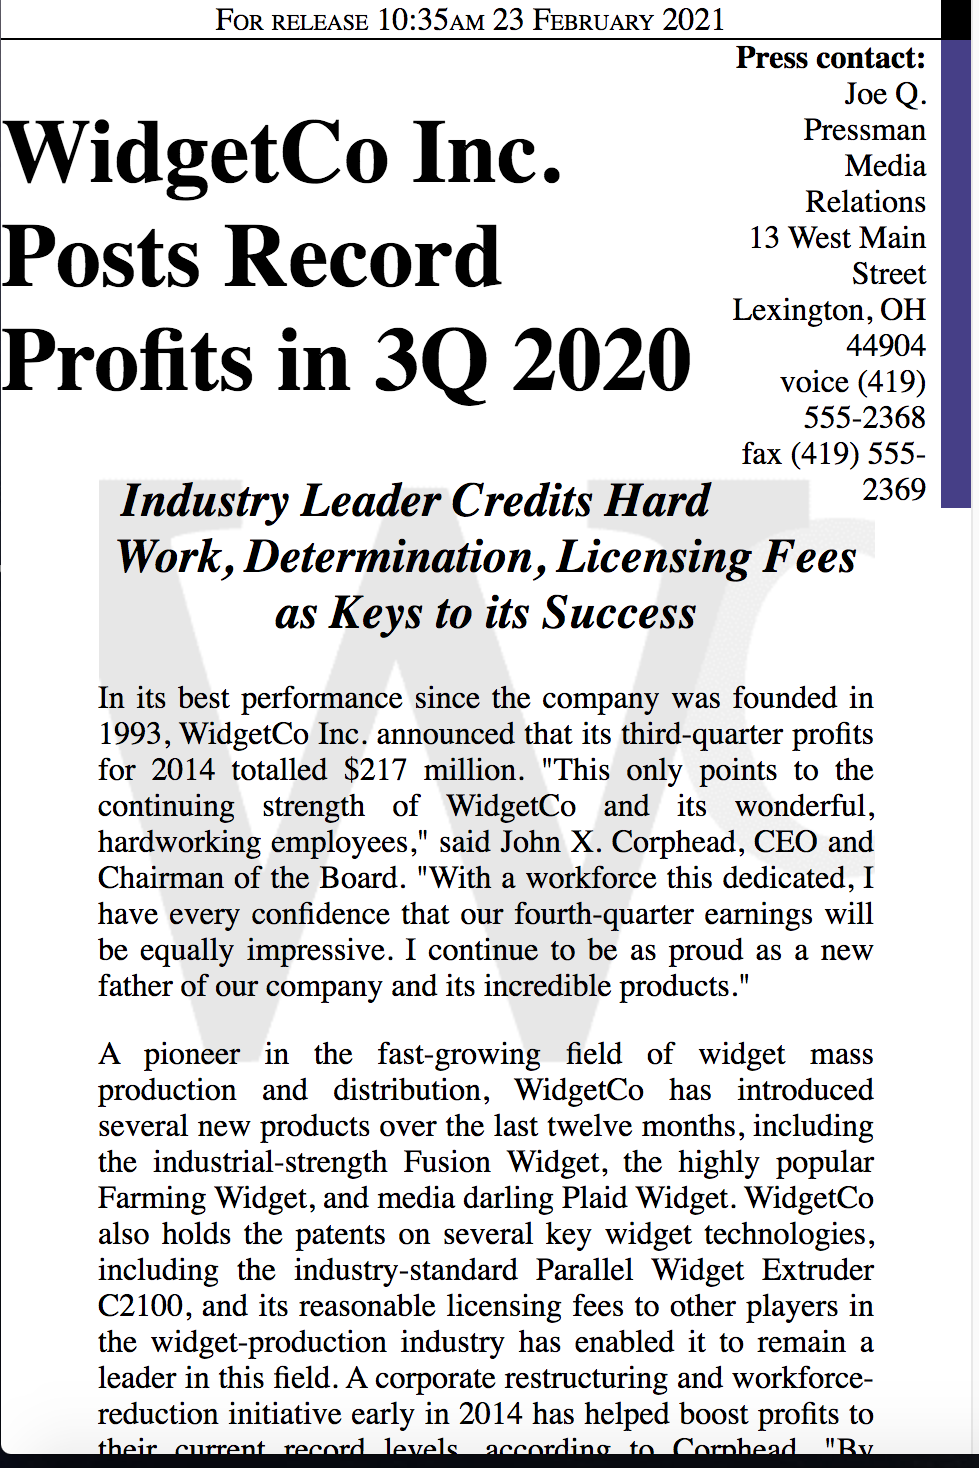 FOR RELEASE 10:35AM 23 FEBRUARY 2021
Press contact:
Joe Q.
Pressman
Media
Relations
13 West Main
Street
Lexington, OH
44904
voice (419)
555-2368
fax (419) 555-
2369
WidgetCo Inc.
Posts Record
Profits in 3Q 2020
Industry Leader Credits Hard
Work, Determination, Licensing Fees
as Keys to its Success
In its best performance since the company was founded in
1993, WidgetCo Inc. announced that its third-quarter profits
for 2014 totalled $217 million. "This only points to the
continuing strength of WidgetCo and its wonderful,
hardworking employees," said John X. Corphead, CEO and
Chairman of the Board. "With a workforce this dedicated, I
have every confidence that our fourth-quarter earnings will
be equally impressive. I continue to be as proud as a new
father of our company and its incredible products."
A pioneer in the fast-growing field of widget mass
production and distribution, WidgetCo has introduced
several new products over the last twelve months, including
the industrial-strength Fusion Widget, the highly popular
Farming Widget, and media darling Plaid Widget. WidgetCo
also holds the patents on several key widget technologies,
including the industry-standard Parallel Widget Extruder
C2100, and its reasonable licensing fees to other players in
the widget-production industry has enabled it to remain a
leader in this field. A corporate restructuring and workforce-
reduction initiative early in 2014 has helped boost profits to
their current record levels, according to Corphead. "By
WC